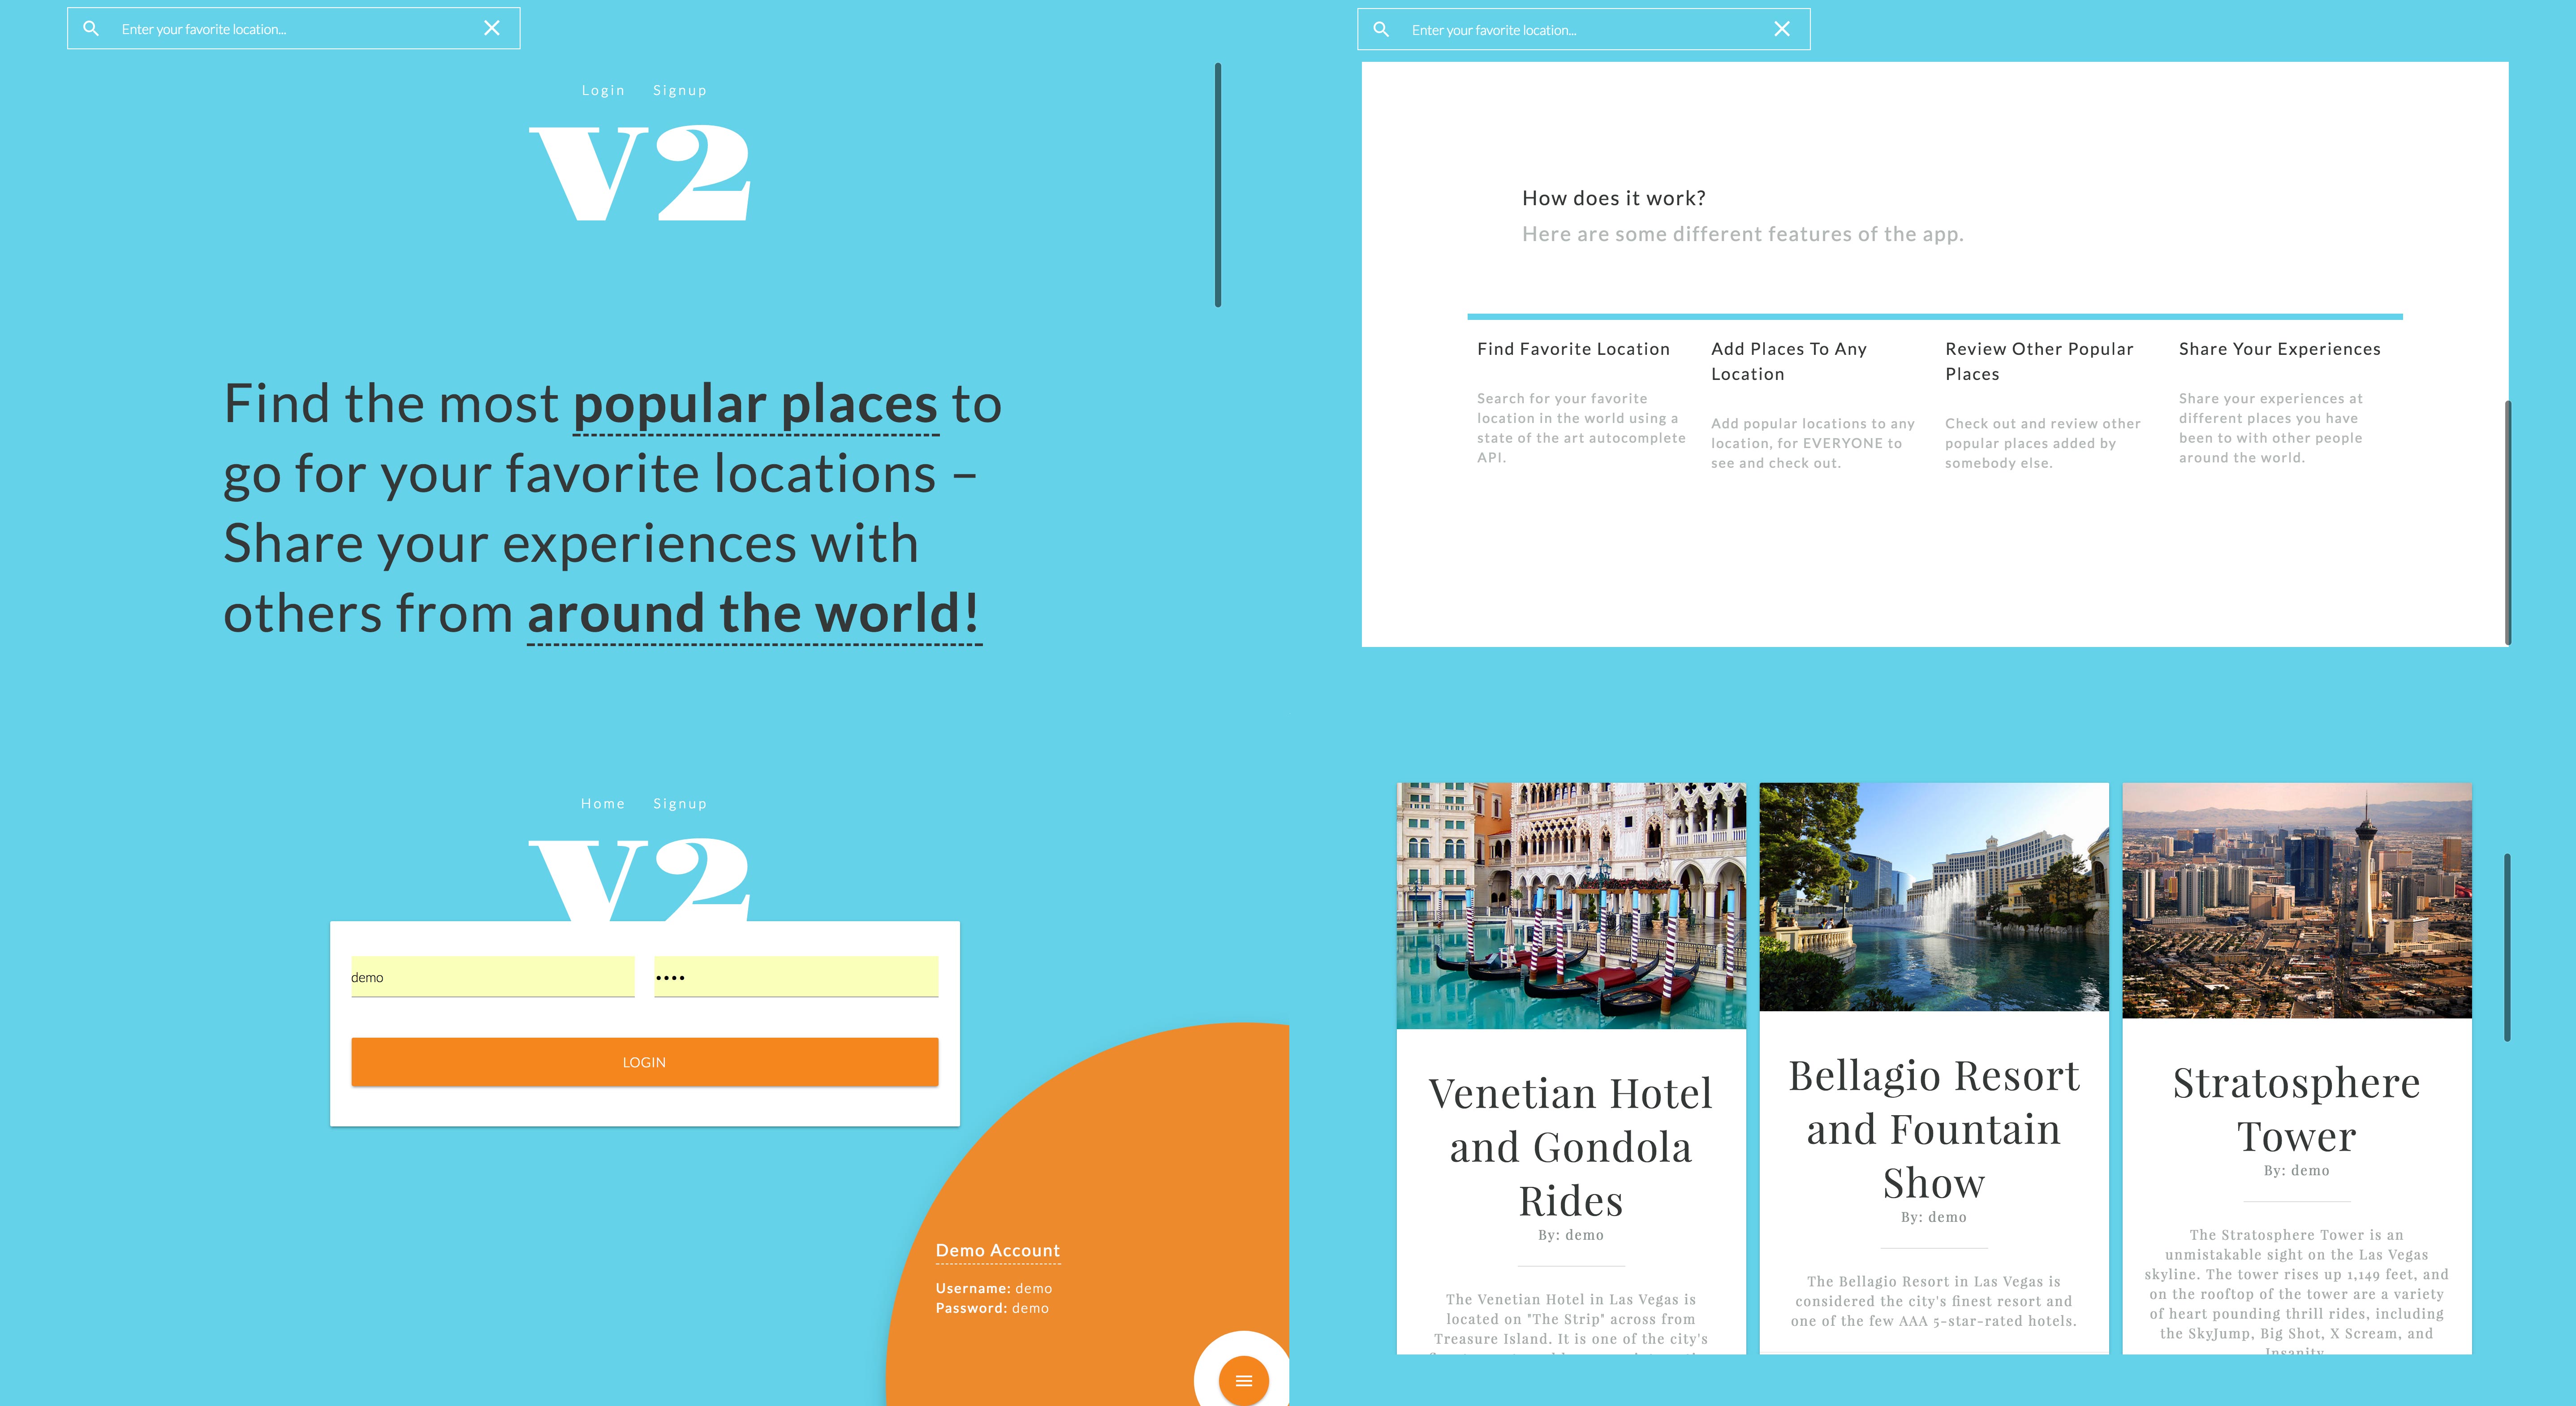 Enter your favorite location...
Login Signup
V2
Find the most popular places to
go for your favorite locations –
Share your experiences with
others from around the world!
Enter your favorite location...
How does it work?
Here are some different features of the app.
Find Favorite Location
Search for your favorite
location in the world using a
state of the art autocomplete
API.
Add Places To Any
Location
Add popular locations to any
location, for EVERYONE to
see and check out.
Review Other Popular
Places
Check out and review other
popular places added by
somebody else.
Share Your Experiences
Share your experiences at
different places you have
been to with other people
around the world.
Home Signup
V2
demo
••••
LOGIN
Demo Account
Username: demo
Password: demo
Venetian Hotel
and Gondola
Rides
By: demo
The Venetian Hotel in Las Vegas is
located on "The Strip" across from
Treasure Island. It is one of the city's
Bellagio Resort
and Fountain
Show
By: demo
The Bellagio Resort in Las Vegas is
considered the city's finest resort and
one of the few AAA 5-star-rated hotels.
Stratosphere
Tower
By: demo
The Stratosphere Tower is an
unmistakable sight on the Las Vegas
skyline. The tower rises up 1,149 feet, and
on the rooftop of the tower are a variety
of heart pounding thrill rides, including
the SkyJump, Big Shot, X Scream, and
Insanity